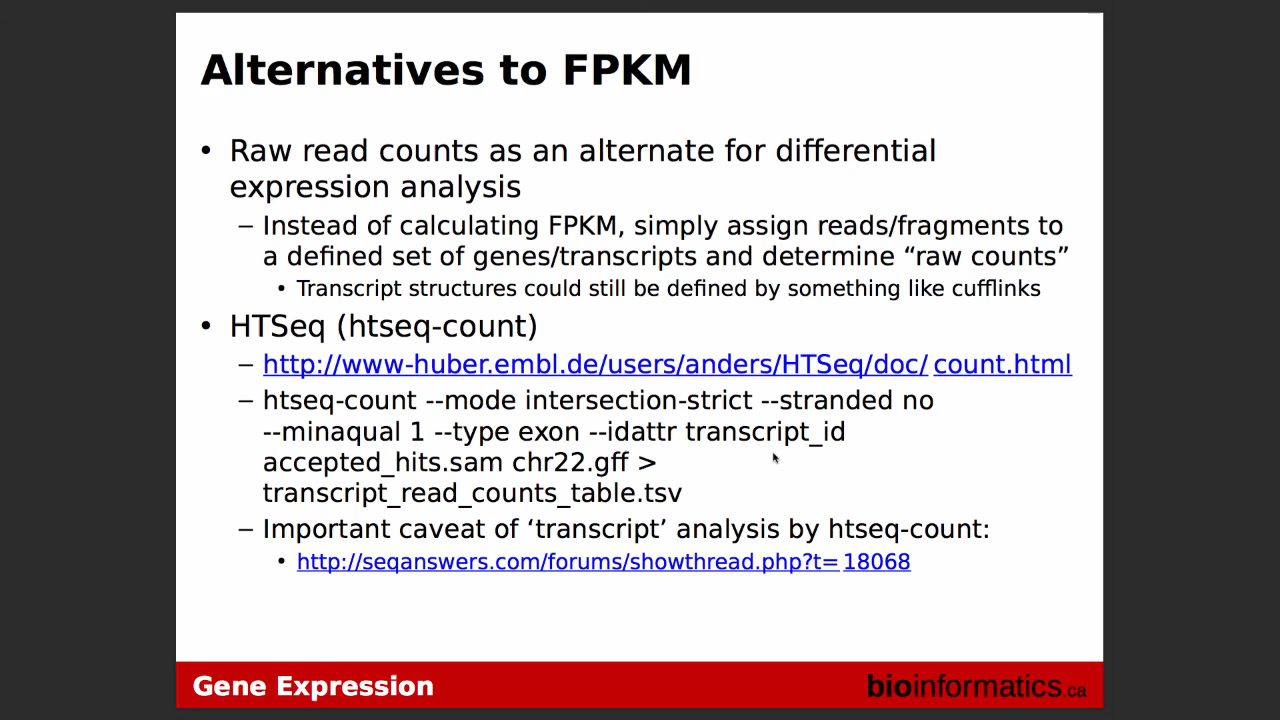 Alternatives to FPKM
• Raw read counts as an alternate for differential
expression analysis
– Instead of calculating FPKM, simply assign reads/fragments to
a defined set of genes/transcripts and determine “raw counts”
• Transcript structures could still be defined by something like cufflinks
• HTSeq (htseq-count)
– http://www-huber.embl.de/users/anders/HTSeq/doc/ count.html
– htseq-count --mode intersection-strict --stranded no
--minaqual 1 --type exon --idattr transcript_id
accepted_hits.sam chr22.gff >
transcript_read_counts_table.tsv
– Important caveat of ‘transcript’ analysis by htseq-count:
• http://seqanswers.com/forums/showthread.php?t= 18068
Gene Expression
bioinformatics.ca